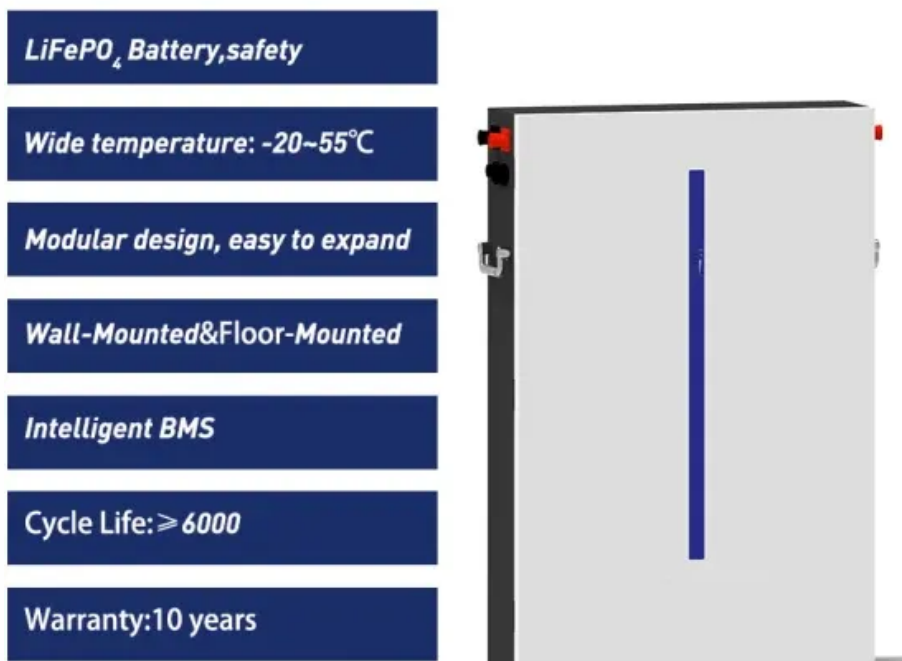 LiFePO₄ Battery,safety
Wide temperature: -20~55℃
Modular design, easy to expand
Wall-Mounted&Floor-Mounted
Intelligent BMS
Cycle Life:≥6000
Warranty:10 years